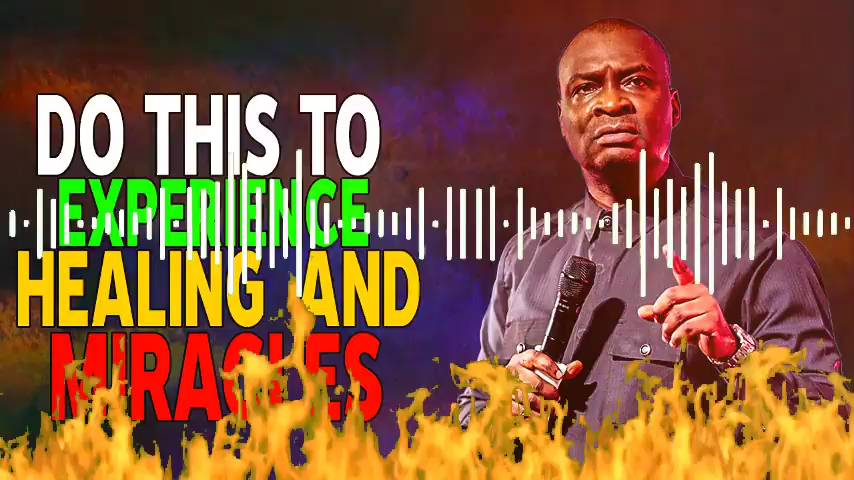 DO THIS TO
EXPERIENCE
HEALING AND
MIRACLES